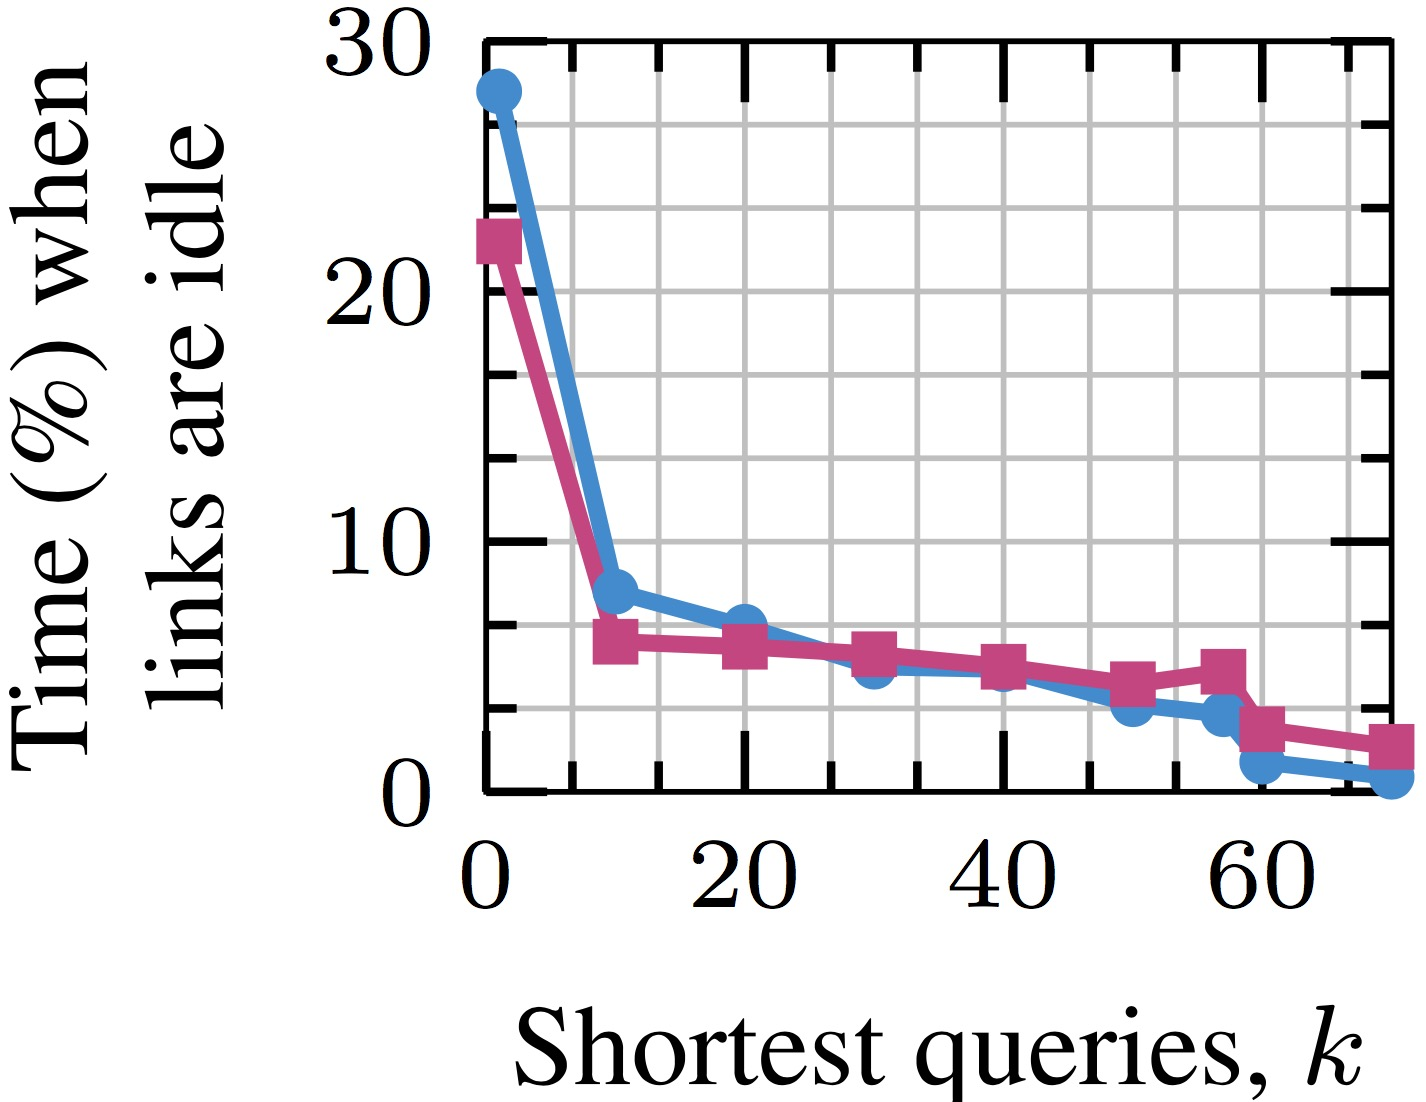 Time (%) when
links are idle
30
20
10
0
0 20 40 60
Shortest queries, k